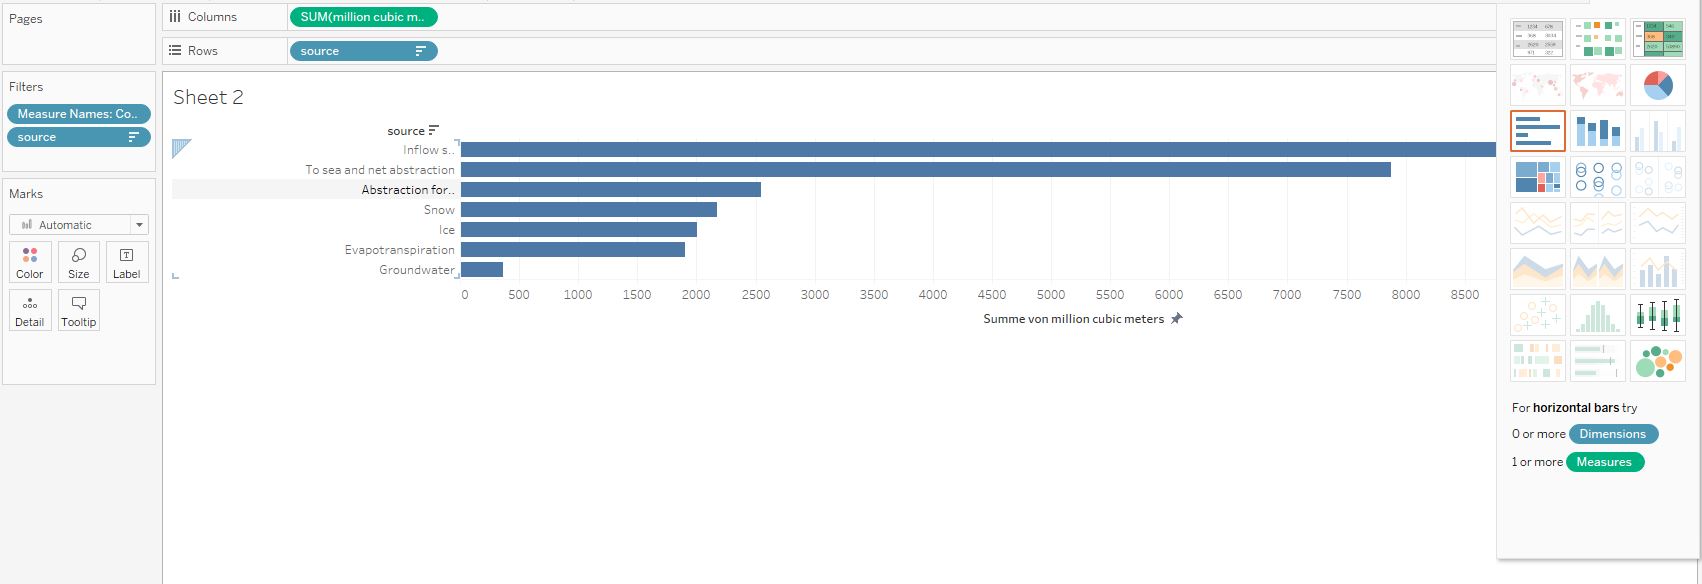 Pages
Columns
SUM(million cubic m..
Rows
source
Filters
Measure Names: Co..
source
Marks
Automatic
Color
Size
Label
Detail
Tooltip
Sheet 2
source
Inflow s..
To sea and net abstraction
Abstraction for..
Snow
Ice
Evapotranspiration
Groundwater
0 500 1000 1500 2000 2500 3000 3500 4000 4500 5000 5500 6000 6500 7000 7500 8000 8500
Summe von million cubic meters
For horizontal bars try
0 or more Dimensions
1 or more Measures